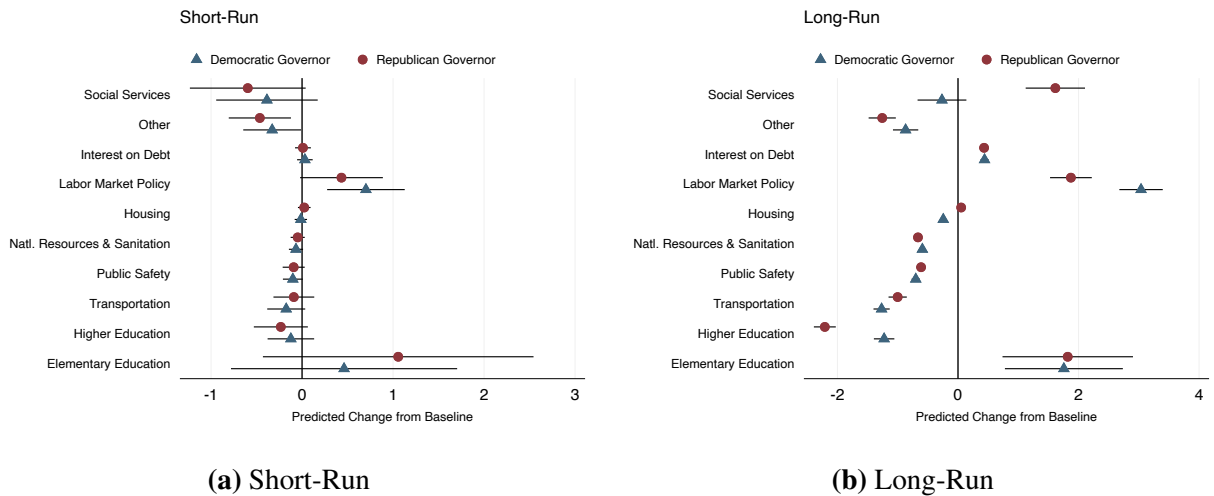 Short-Run
Democratic Governor Republican Governor
Social Services
Other
Interest on Debt
Labor Market Policy
Housing
Natl. Resources & Sanitation
Public Safety
Transportation
Higher Education
Elementary Education
-1 0 1 2 3
Predicted Change from Baseline
(a) Short-Run
Long-Run
Democratic Governor Republican Governor
Social Services
Other
Interest on Debt
Labor Market Policy
Housing
Natl. Resources & Sanitation
Public Safety
Transportation
Higher Education
Elementary Education
-2 0 2 4
Predicted Change from Baseline
(b) Long-Run